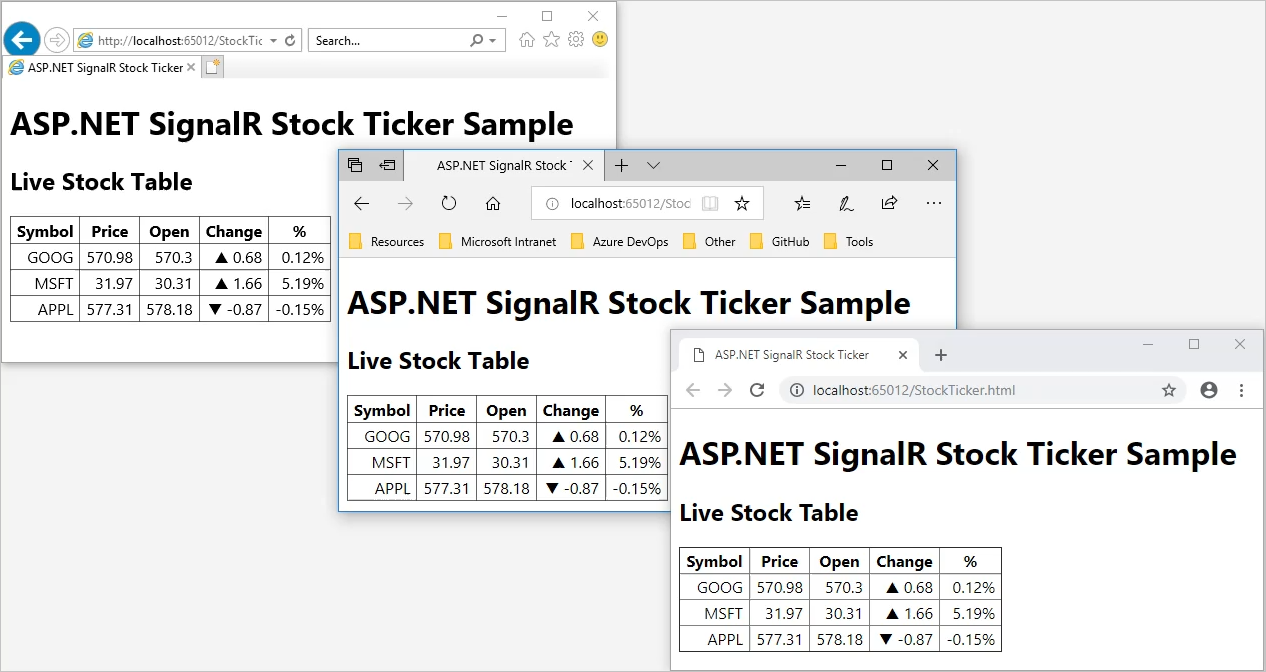 http://localhost:65012/StockTic
Search...
ASP.NET SignalR Stock Ticker
ASP.NET SignalR Stock Ticker Sample
Live Stock Table
Symbol Price Open Change %
GOOG 570.98 570.3 ▲ 0.68 0.12%
MSFT 31.97 30.31 ▲ 1.66 5.19%
APPL 577.31 578.18 ▼ -0.87 -0.15%
ASP.NET SignalR Stock
localhost:65012/Stoc
Resources Microsoft Intranet Azure DevOps Other GitHub Tools
ASP.NET SignalR Stock Ticker Sample
Live Stock Table
Symbol Price Open Change %
GOOG 570.98 570.3 ▲ 0.68 0.12%
MSFT 31.97 30.31 ▲ 1.66 5.19%
APPL 577.31 578.18 ▼ -0.87 -0.15%
ASP.NET SignalR Stock Ticker
localhost:65012/StockTicker.html
ASP.NET SignalR Stock Ticker Sample
Live Stock Table
Symbol Price Open Change %
GOOG 570.98 570.3 ▲ 0.68 0.12%
MSFT 31.97 30.31 ▲ 1.66 5.19%
APPL 577.31 578.18 ▼ -0.87 -0.15%